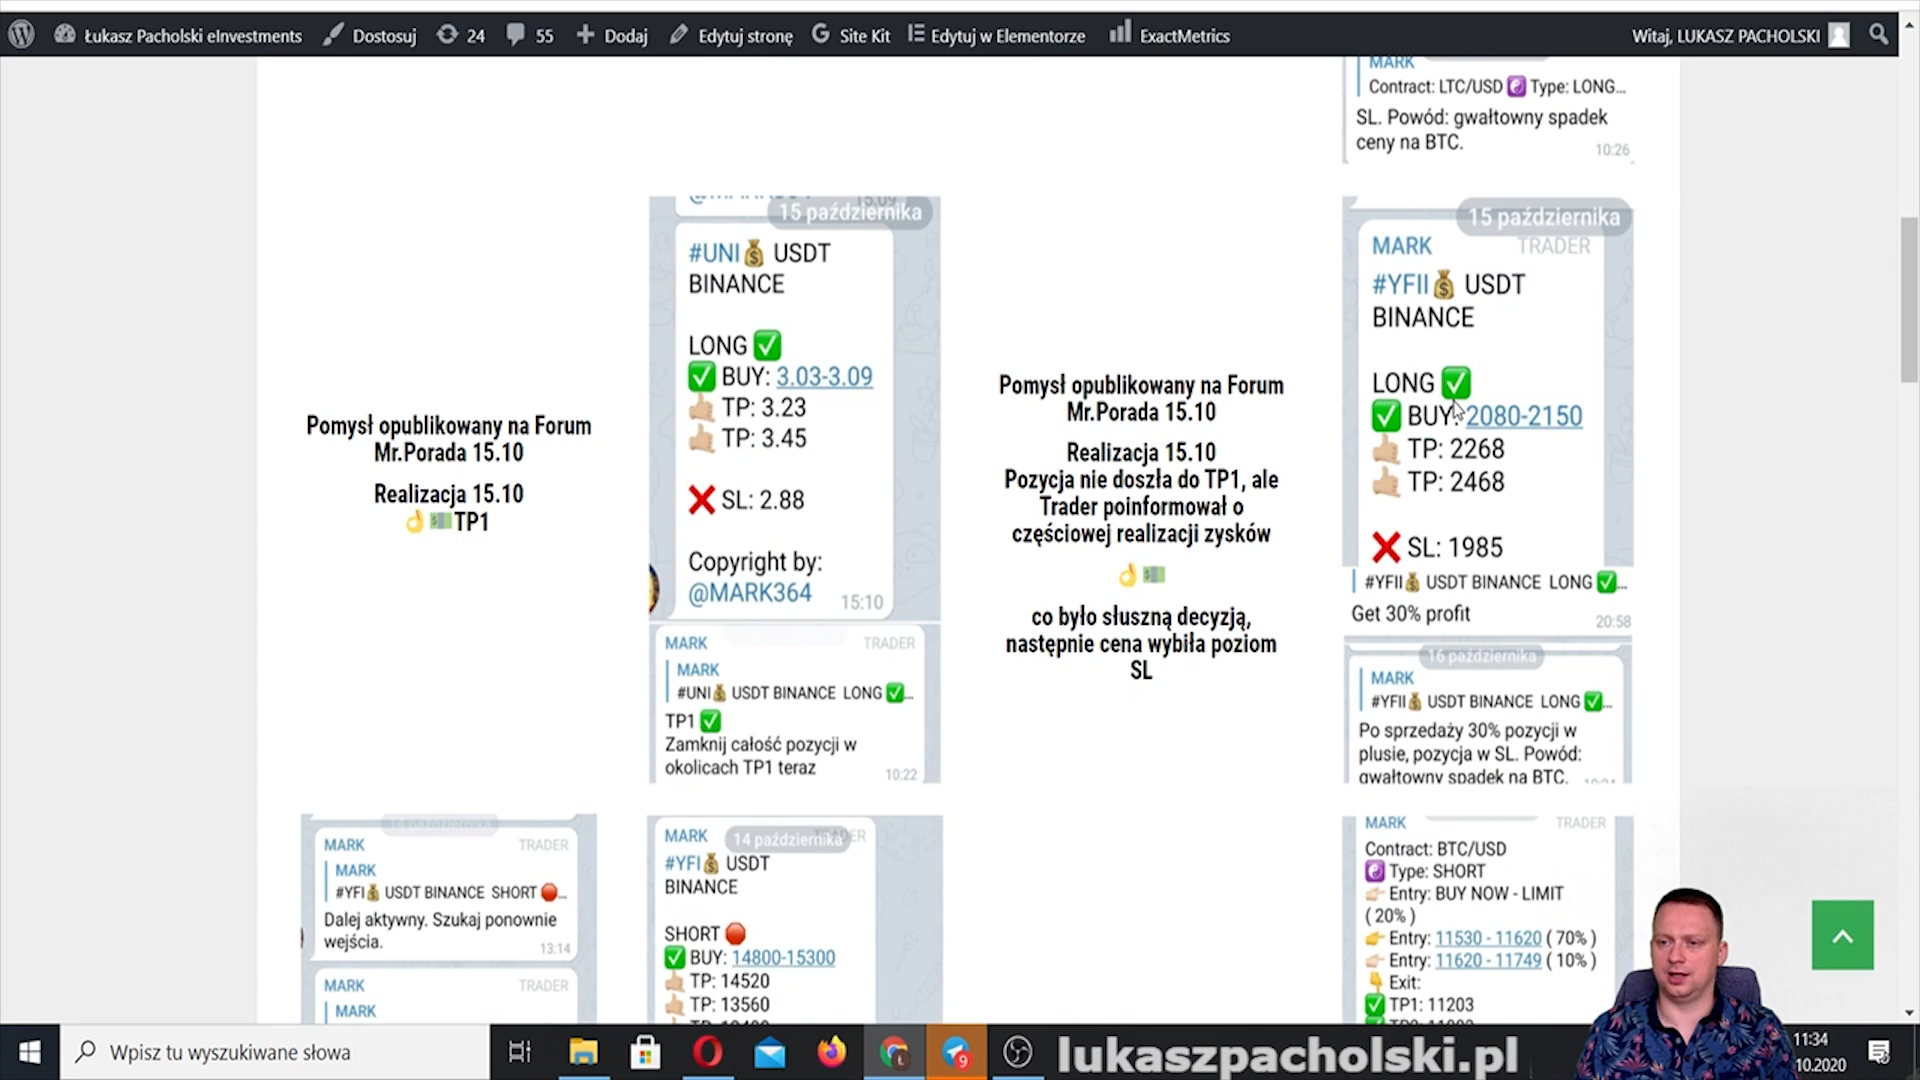 Łukasz Pacholski eInvestments
Dostosuj
24
55
Dodaj
Edytuj stronę
Site Kit
Edytuj w Elementorze
ExactMetrics
Witaj, LUKASZ PACHOLSKI
MARK
Contract: LTC/USD Type: LONG...
SL. Powód: gwałtowny spadek
ceny na BTC.
10:26
Pomysł opublikowany na Forum
Mr.Porada 15.10
Realizacja 15.10
TP1
15 października
#UNI USDT
BINANCE
LONG
BUY: 3.03-3.09
TP: 3.23
TP: 3.45
SL: 2.88
Copyright by:
@MARK364
15:10
MARK TRADER
MARK
#UNI USDT BINANCE LONG ...
TP1
Zamknij całość pozycji w
okolicach TP1 teraz
10:22
Pomysł opublikowany na Forum
Mr.Porada 15.10
Realizacja 15.10
Pozycja nie doszła do TP1, ale
Trader poinformował o
częściowej realizacji zysków
co było słuszną decyzją,
następnie cena wybiła poziom
SL
15 października
MARK TRADER
#YFII USDT
BINANCE
LONG
BUY: 2080-2150
TP: 2268
TP: 2468
SL: 1985
#YFII USDT BINANCE LONG ...
Get 30% profit
20:58
16 października
MARK
#YFII USDT BINANCE LONG ...
Po sprzedaży 30% pozycji w
plusie, pozycja w SL. Powód:
gwałtowny spadek na BTC.
14 października
MARK TRADER
MARK
#YFI USDT BINANCE SHORT ...
Dalej aktywny. Szukaj ponownie
wejścia.
13:14
MARK TRADER
MARK
MARK
14 października
#YFI USDT
BINANCE
SHORT
BUY: 14800-15300
TP: 14520
TP: 13560
MARK TRADER
Contract: BTC/USD
Type: SHORT
Entry: BUY NOW - LIMIT
( 20% )
Entry: 11530 - 11620 ( 70% )
Entry: 11620 - 11749 ( 10% )
Exit:
TP1: 11203
Wpisz tu wyszukiwane słowa
9
lukaszpacholski.pl
11:34
.10.2020